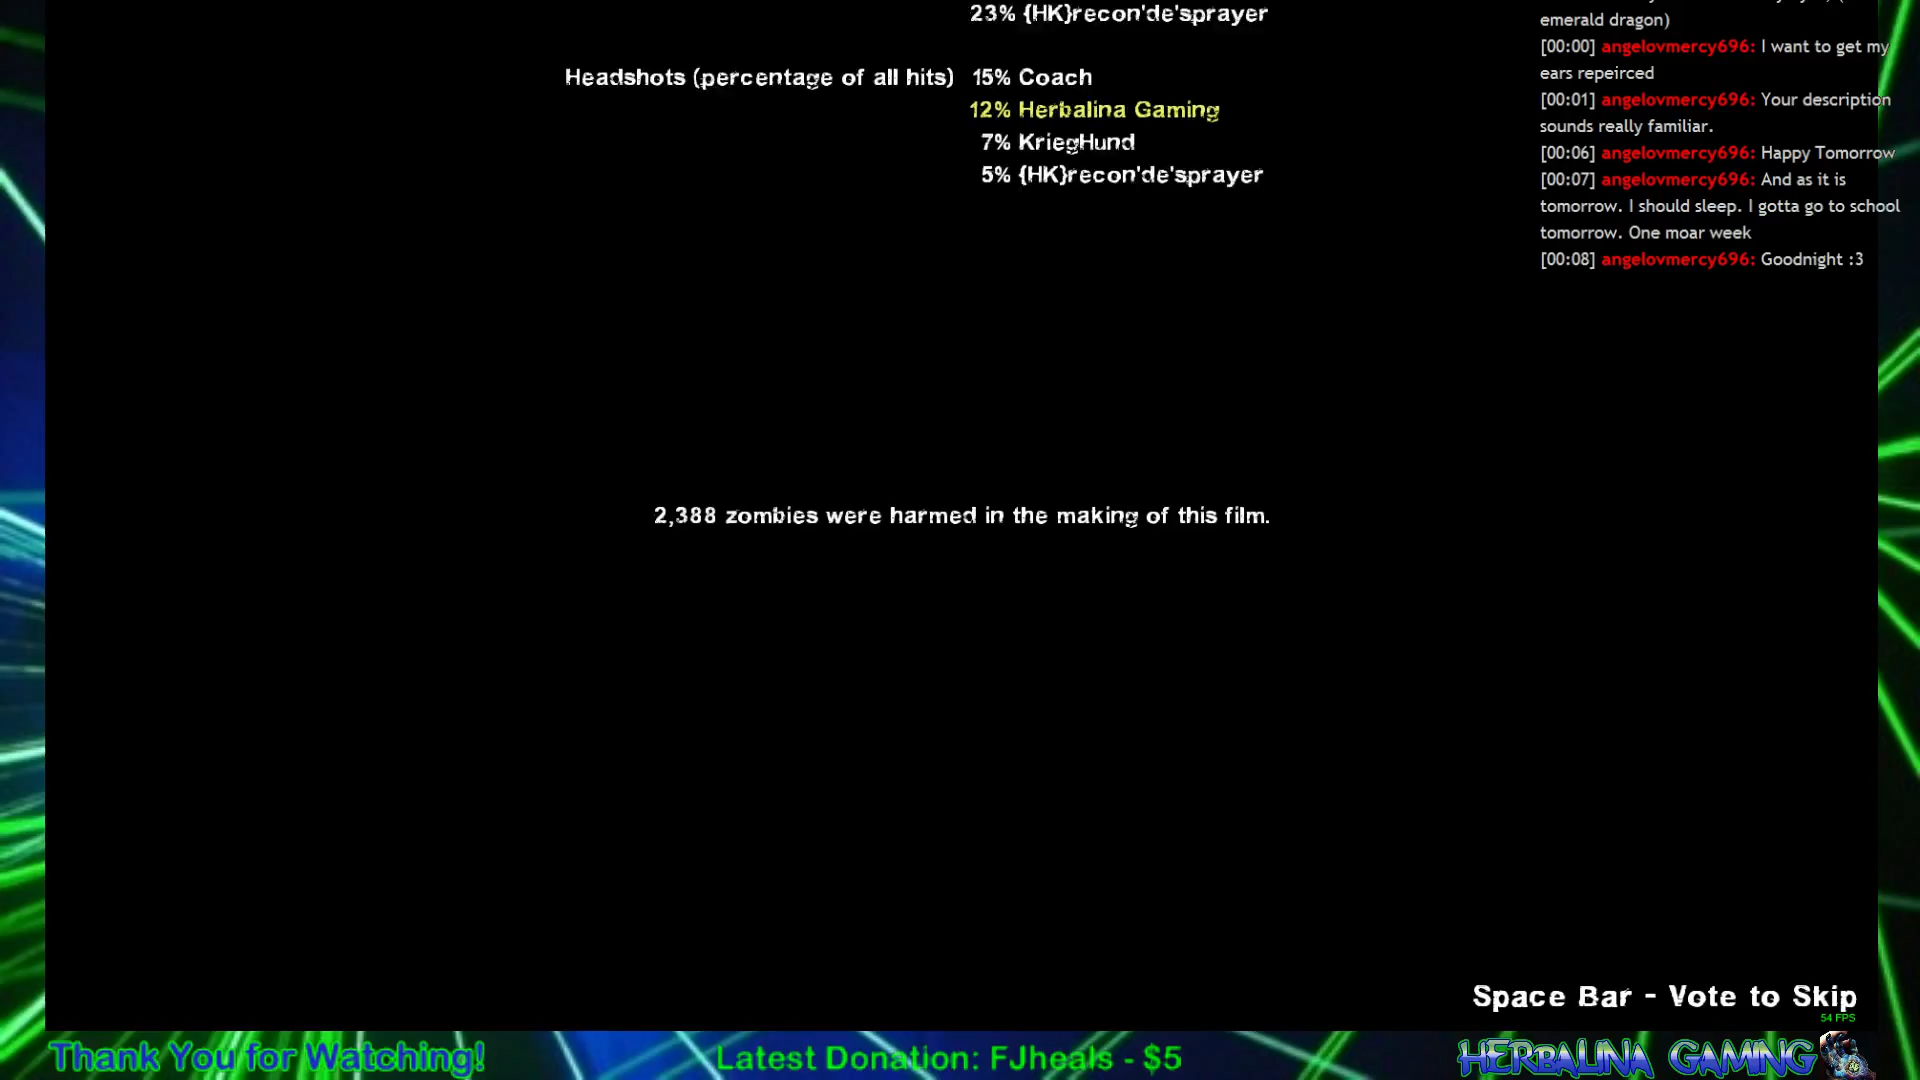 23% {HK}recon'de'sprayer
Headshots (percentage of all hits) 15% Coach
12% Herbalina Gaming
7% KriegHund
5% {HK}recon'de'sprayer
2,388 zombies were harmed in the making of this film.
emerald dragon)
[00:00] angelovmercy696: I want to get my
ears repeirced
[00:01] angelovmercy696: Your description
sounds really familiar.
[00:06] angelovmercy696: Happy Tomorrow
[00:07] angelovmercy696: And as it is
tomorrow. I should sleep. I gotta go to school
tomorrow. One moar week
[00:08] angelovmercy696: Goodnight :3
Space Bar - Vote to Skip
54 FPS
Thank You for Watching!
Latest Donation: FJheals - $5
HERBALINA GAMING